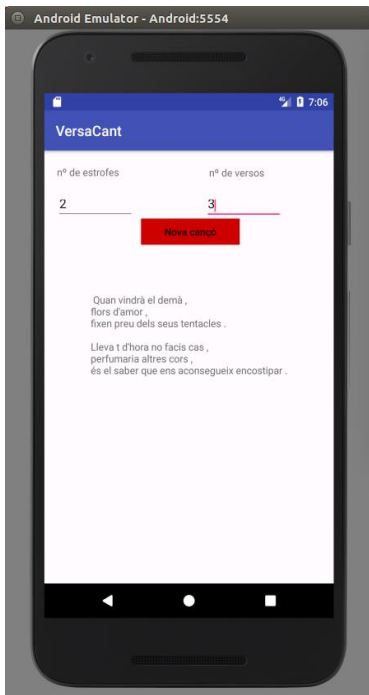 Android Emulator - Android:5554
4G 7:06
VersaCant
nº de estrofes nº de versos
2 3
Nova cançó
Quan vindrà el demà ,
flors d'amor ,
fixen preu dels seus tentacles .
Lleva t d'hora no facis cas ,
perfumaria altres cors ,
és el saber que ens aconsegueix encostipar .